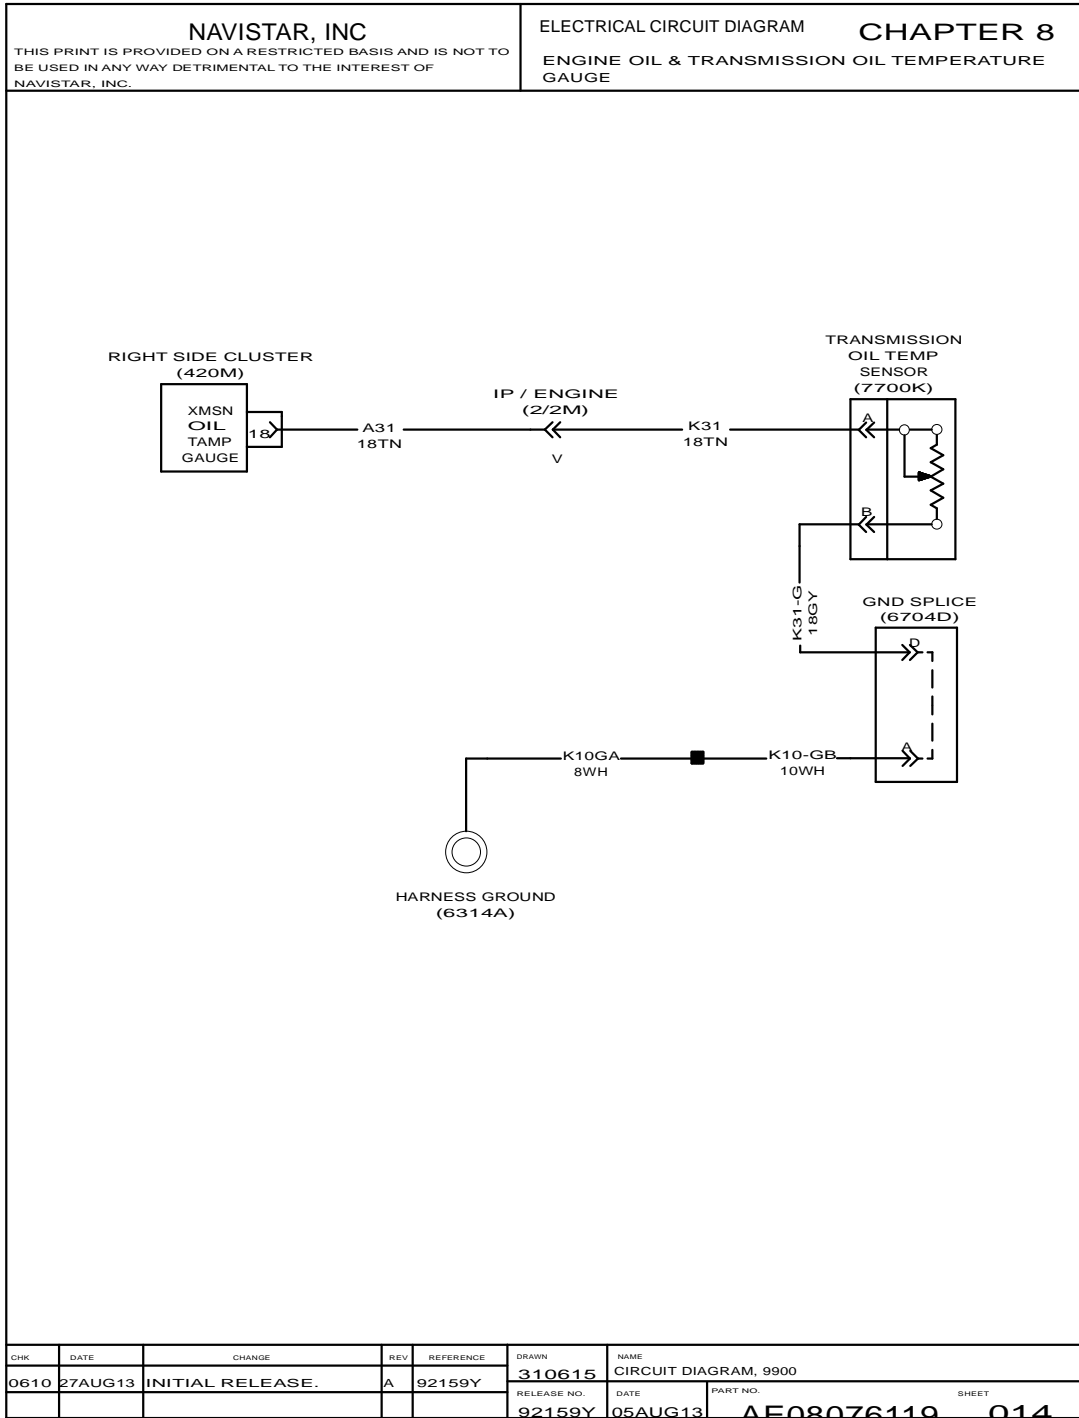 NAVISTAR, INC
THIS PRINT IS PROVIDED ON A RESTRICTED BASIS AND IS NOT TO
BE USED IN ANY WAY DETRIMENTAL TO THE INTEREST OF
NAVISTAR, INC.
ELECTRICAL CIRCUIT DIAGRAM
CHAPTER 8
ENGINE OIL & TRANSMISSION OIL TEMPERATURE
GAUGE
RIGHT SIDE CLUSTER
(420M)
XMSN
OIL
TAMP
GAUGE
18
A31
18TN
IP / ENGINE
(2/2M)
V
K31
18TN
TRANSMISSION
OIL TEMP
SENSOR
(7700K)
A
B
K31-G
18GY
GND SPLICE
(6704D)
D
A
K10GA
8WH
K10-GB
10WH
HARNESS GROUND
(6314A)
CHK
DATE
CHANGE
REV
REFERENCE
0610
27AUG13
INITIAL RELEASE.
A
92159Y
DRAWN
310615
NAME
CIRCUIT DIAGRAM, 9900
RELEASE NO.
92159Y
DATE
05AUG13
PART NO.
AE08076119
SHEET
014